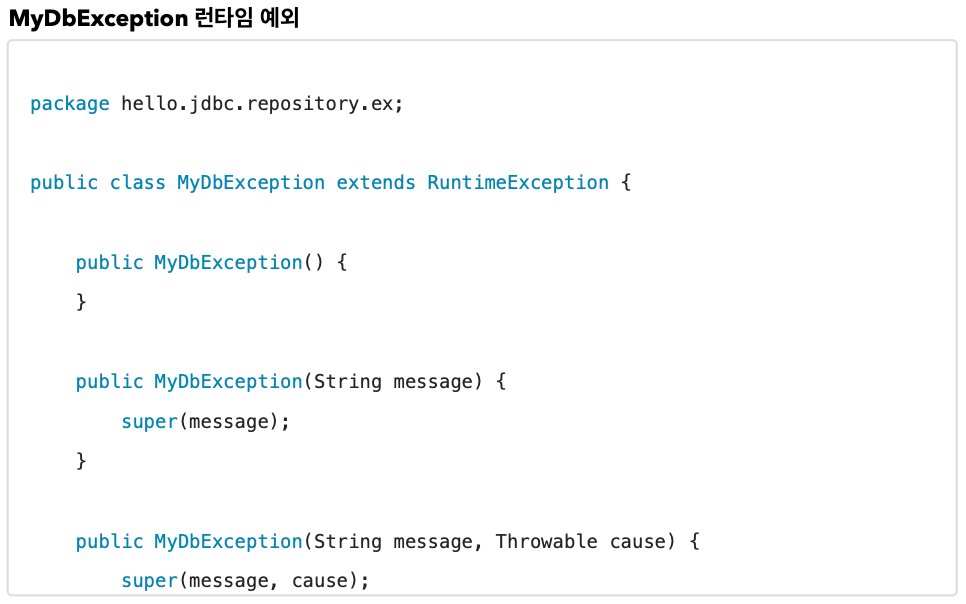 MyDbException 런타임 예외
package hello.jdbc.repository.ex;
public class MyDbException extends RuntimeException {
    public MyDbException() {
    }
    public MyDbException(String message) {
        super(message);
    }
    public MyDbException(String message, Throwable cause) {
        super(message, cause);